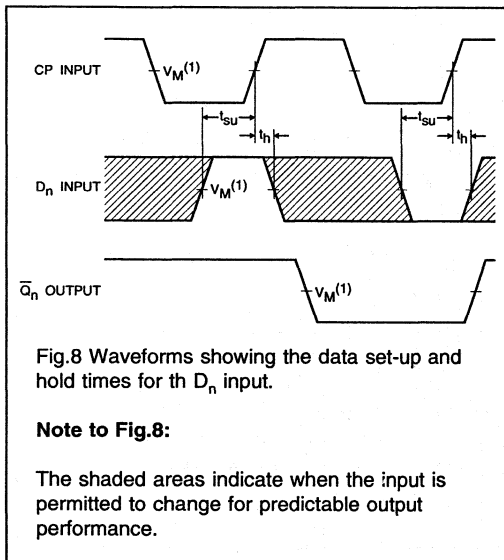 CP INPUT
VM(1)
tsu
th
tsu
th
Dn INPUT
VM(1)
Q̅n OUTPUT
VM(1)
Fig.8 Waveforms showing the data set-up and
hold times for th Dn input.
Note to Fig.8:
The shaded areas indicate when the input is
permitted to change for predictable output
performance.